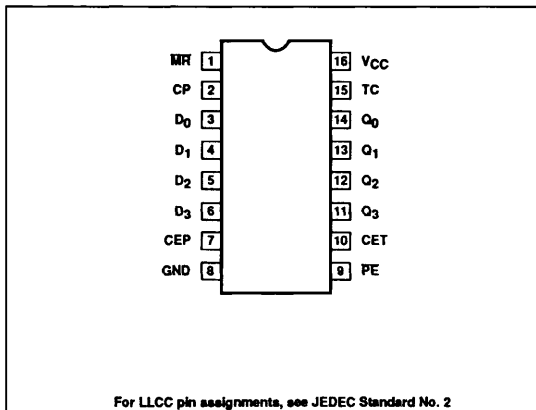 MR 1 16 VCC
CP 2 15 TC
D0 3 14 Q0
D1 4 13 Q1
D2 5 12 Q2
D3 6 11 Q3
CEP 7 10 CET
GND 8 9 PE
For LLCC pin assignments, see JEDEC Standard No. 2